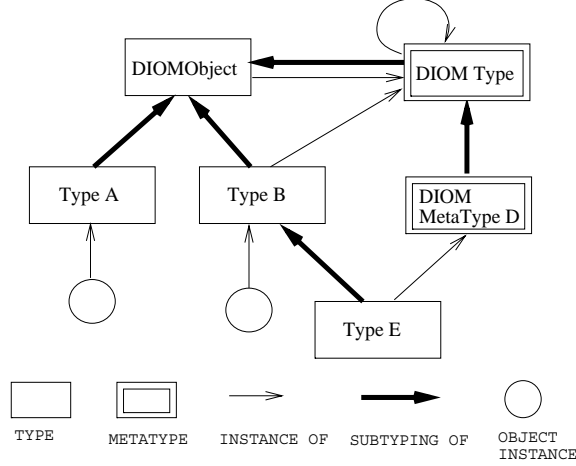 DIOMObject
DIOM Type
Type A
Type B
DIOM
MetaType D
Type E
TYPE
METATYPE
INSTANCE OF
SUBTYPING OF
OBJECT
INSTANCE